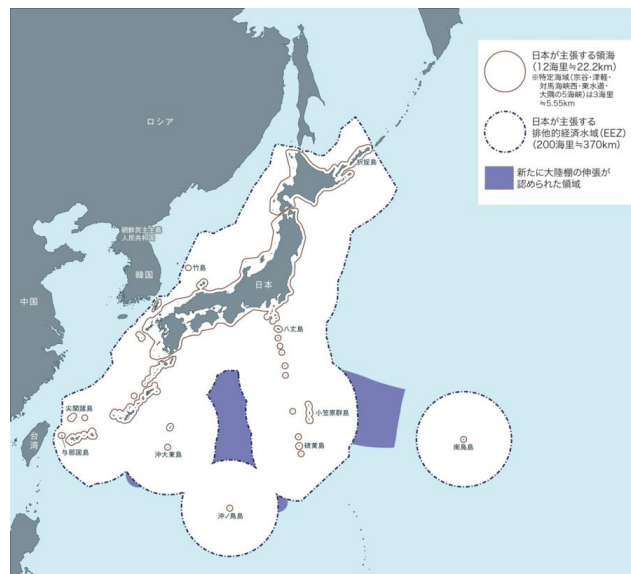 日本が主張する領海
(12海里≒22.2km)
※特定海域(宗谷・津軽・
対馬海峡西・東水道・
大隅の5海峡)は3海里
≒5.55km
日本が主張する
排他的経済水域(EEZ)
(200海里≒370km)
新たに大陸棚の伸張が
認められた領域
ロシア
択捉島
朝鮮民主主義
人民共和国
韓国
竹島
日本
中国
八丈島
尖閣諸島
小笠原群島
台湾
与那国島
沖大東島
硫黄島
南鳥島
沖ノ鳥島